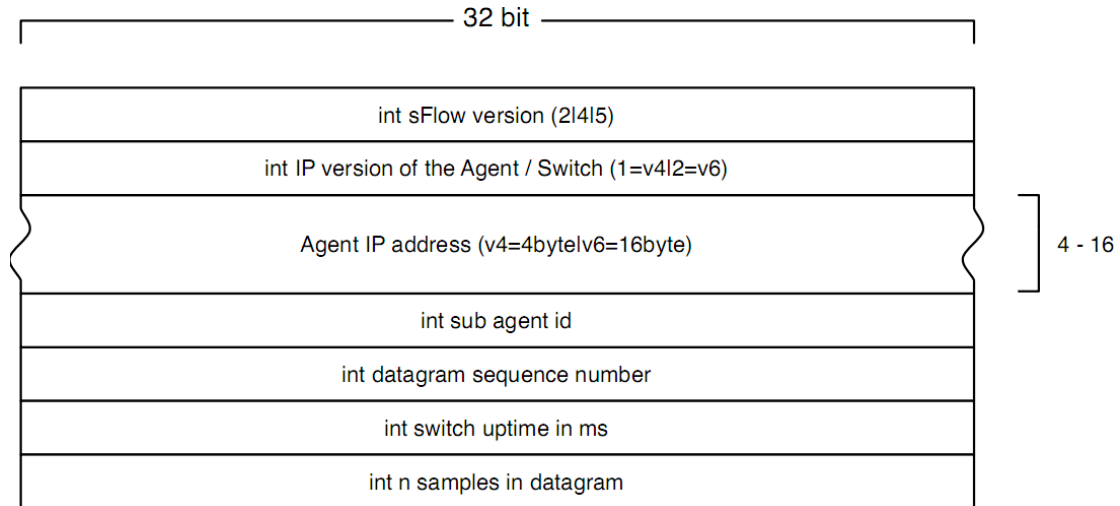 32 bit
int sFlow version (2|4|5)
int IP version of the Agent / Switch (1=v4|2=v6)
Agent IP address (v4=4byte|v6=16byte)
4 - 16
int sub agent id
int datagram sequence number
int switch uptime in ms
int n samples in datagram